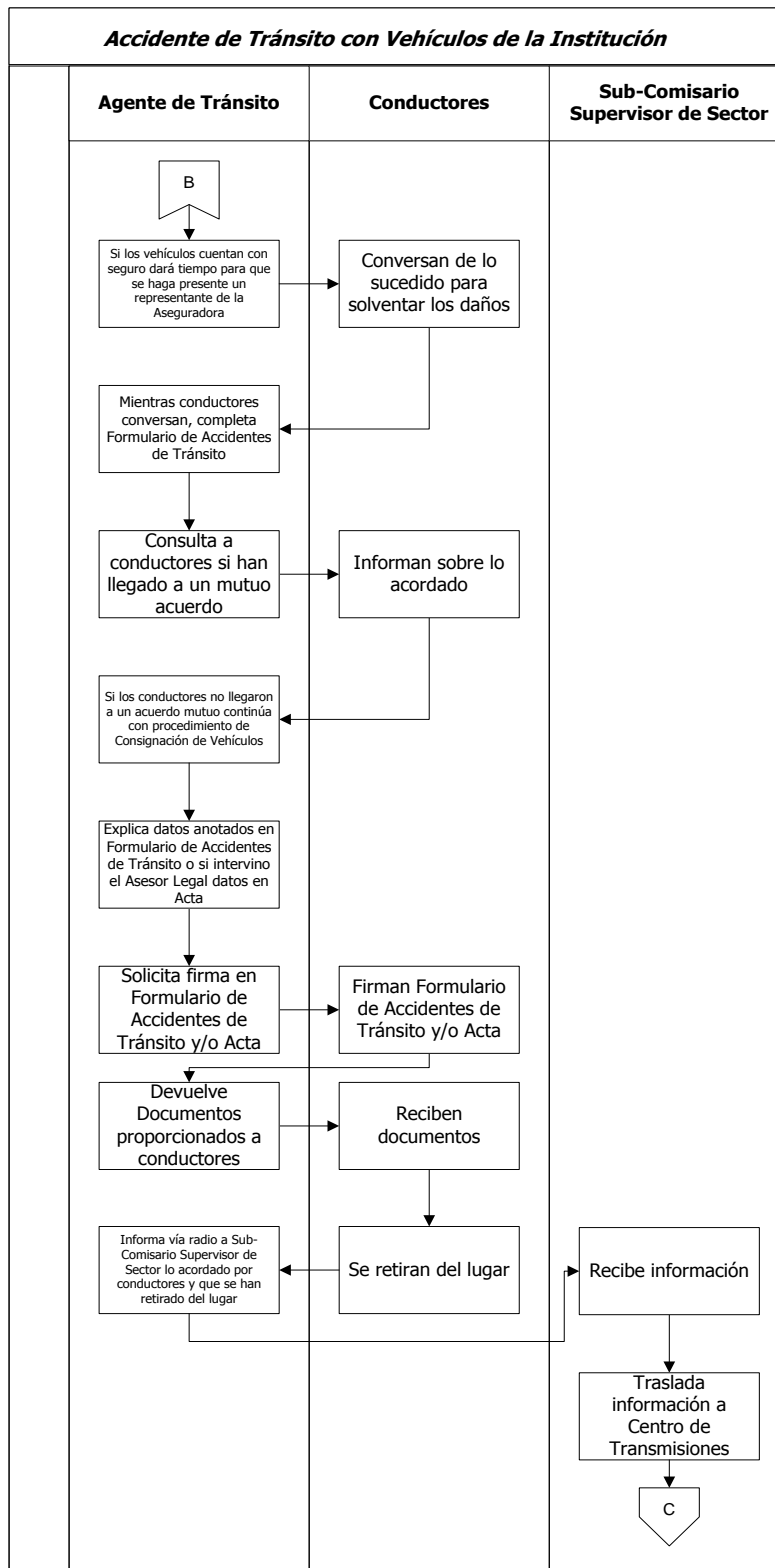 Accidente de Tránsito con Vehículos de la Institución
Agente de Tránsito
Conductores
Sub-Comisario
Supervisor de Sector
B
Si los vehículos cuentan con
seguro dará tiempo para que
se haga presente un
representante de la
Aseguradora
Conversan de lo
sucedido para
solventar los daños
Mientras conductores
conversan, completa
Formulario de Accidentes
de Tránsito
Consulta a
conductores si han
llegado a un mutuo
acuerdo
Informan sobre lo
acordado
Si los conductores no llegaron
a un acuerdo mutuo continúa
con procedimiento de
Consignación de Vehículos
Explica datos anotados en
Formulario de Accidentes
de Tránsito o si intervino
el Asesor Legal datos en
Acta
Solicita firma en
Formulario de
Accidentes de
Tránsito y/o Acta
Firman Formulario
de Accidentes de
Tránsito y/o Acta
Devuelve
Documentos
proporcionados a
conductores
Reciben
documentos
Se retiran del lugar
Informa vía radio a Sub-
Comisario Supervisor de
Sector lo acordado por
conductores y que se han
retirado del lugar
Recibe información
Traslada
información a
Centro de
Transmisiones
C